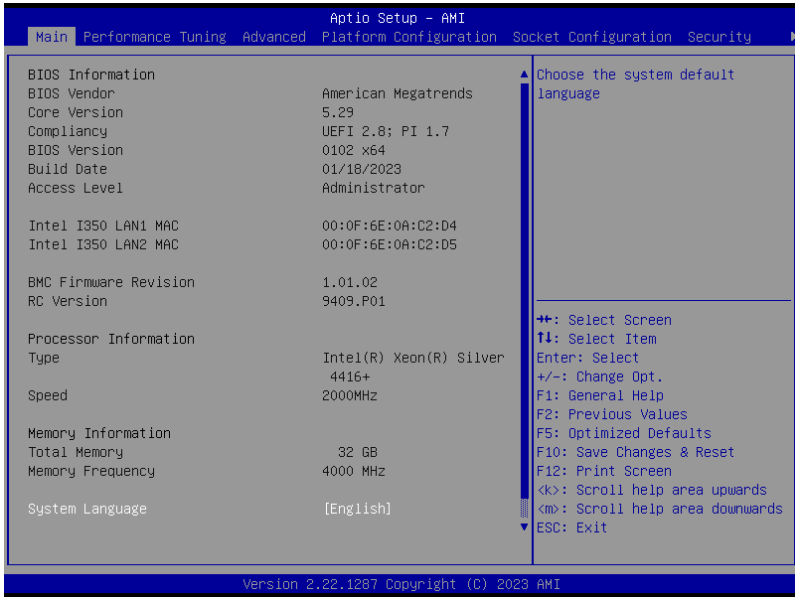 Aptio Setup - AMI
Main Performance Tuning Advanced Platform Configuration Socket Configuration Security
BIOS Information
BIOS Vendor American Megatrends
Core Version 5.29
Compliancy UEFI 2.8; PI 1.7
BIOS Version 0102 x64
Build Date 01/18/2023
Access Level Administrator
Intel I350 LAN1 MAC 00:0F:6E:0A:C2:D4
Intel I350 LAN2 MAC 00:0F:6E:0A:C2:D5
BMC Firmware Revision 1.01.02
RC Version 9409.P01
Processor Information
Type Intel(R) Xeon(R) Silver
4416+
Speed 2000MHz
Memory Information
Total Memory 32 GB
Memory Frequency 4000 MHz
System Language [English]
Choose the system default
language
→←: Select Screen
↑↓: Select Item
Enter: Select
+/-: Change Opt.
F1: General Help
F2: Previous Values
F5: Optimized Defaults
F10: Save Changes & Reset
F12: Print Screen
<k>: Scroll help area upwards
<m>: Scroll help area downwards
ESC: Exit
Version 2.22.1287 Copyright (C) 2023 AMI